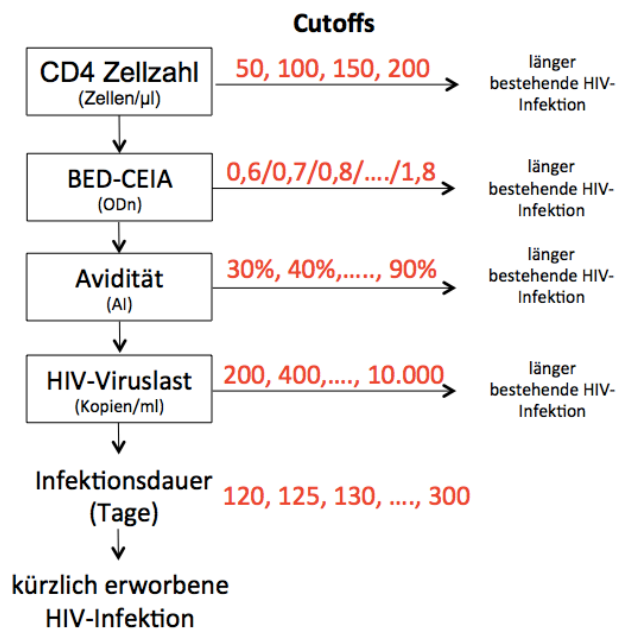 Cutoffs
CD4 Zellzahl
(Zellen/µl)
50, 100, 150, 200
länger
bestehende HIV-
Infektion
BED-CEIA
(ODn)
0,6/0,7/0,8/..../1,8
länger
bestehende HIV-
Infektion
Avidität
(AI)
30%, 40%,....., 90%
länger
bestehende HIV-
Infektion
HIV-Viruslast
(Kopien/ml)
200, 400,...., 10.000
länger
bestehende HIV-
Infektion
Infektionsdauer
(Tage)
120, 125, 130, ...., 300
kürzlich erworbene
HIV-Infektion